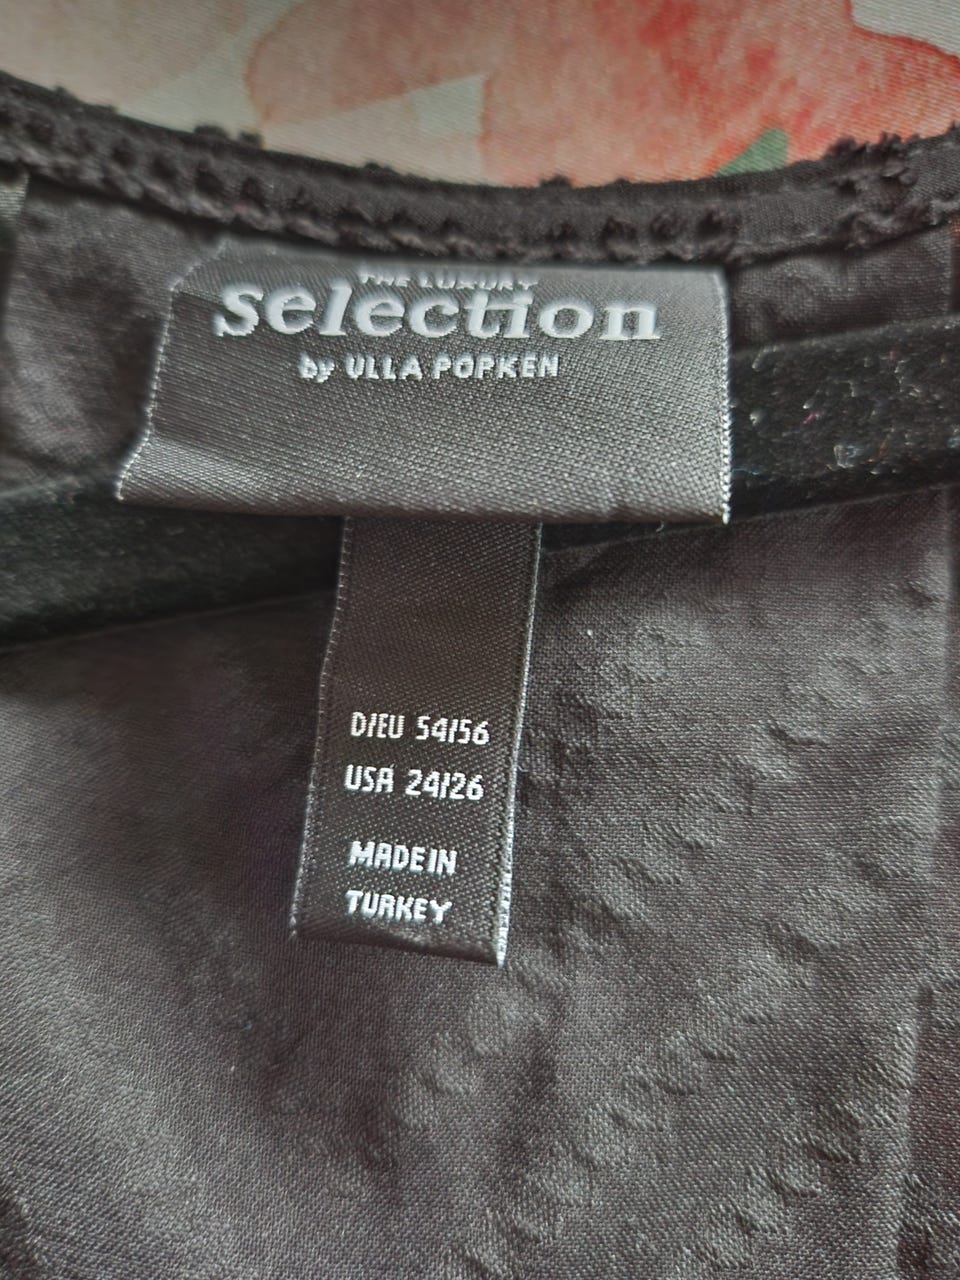 THE LUXURY
selection
by ULLA POPKEN
D/EU 54/56
USA 24/26
MADE IN
TURKEY